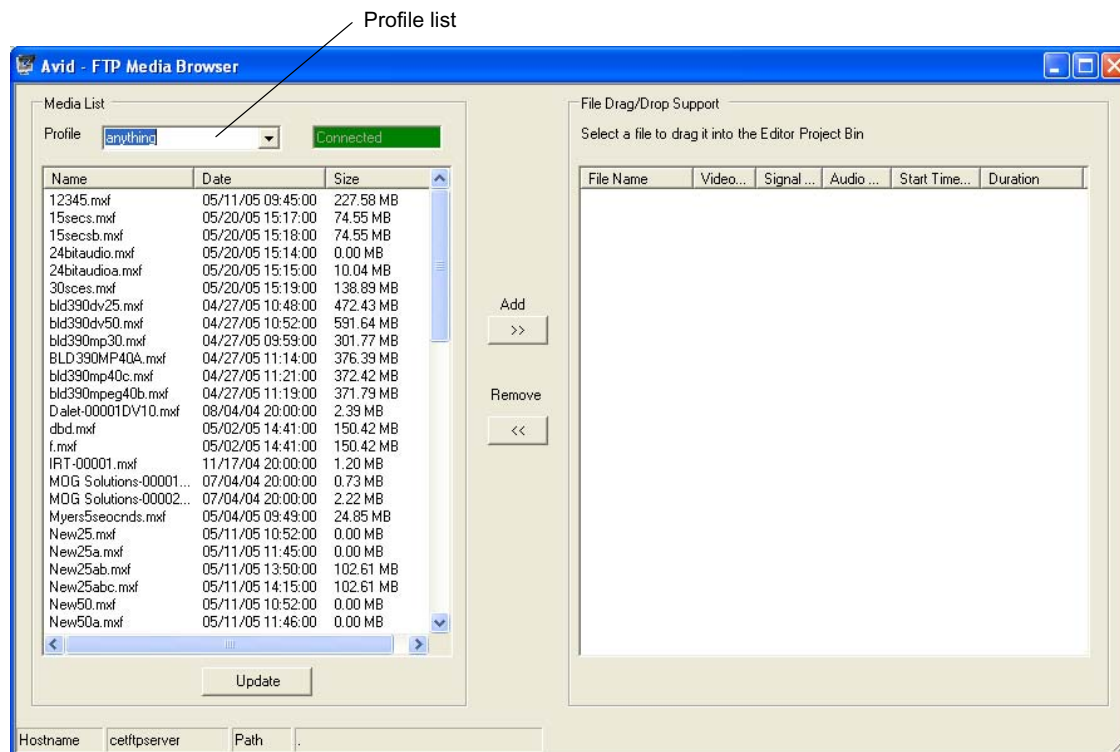 Profile list
Avid - FTP Media Browser
Media List
Profile anything Connected
Name Date Size
12345.mxf 05/11/05 09:45:00 227.58 MB
15secs.mxf 05/20/05 15:17:00 74.55 MB
15secsb.mxf 05/20/05 15:18:00 74.55 MB
24bitaudio.mxf 05/20/05 15:14:00 0.00 MB
24bitaudioa.mxf 05/20/05 15:15:00 10.04 MB
30sces.mxf 05/20/05 15:19:00 138.89 MB
bld390dv25.mxf 04/27/05 10:48:00 472.43 MB
bld390dv50.mxf 04/27/05 10:52:00 591.64 MB
bld390mp30.mxf 04/27/05 09:59:00 301.77 MB
BLD390MP40A.mxf 04/27/05 11:14:00 376.39 MB
bld390mp40c.mxf 04/27/05 11:21:00 372.42 MB
bld390mpeg40b.mxf 04/27/05 11:19:00 371.79 MB
Dalet-00001DV10.mxf 08/04/04 20:00:00 2.39 MB
dbd.mxf 05/02/05 14:41:00 150.42 MB
f.mxf 05/02/05 14:41:00 150.42 MB
IRT-00001.mxf 11/17/04 20:00:00 1.20 MB
MOG Solutions-00001... 07/04/04 20:00:00 0.73 MB
MOG Solutions-00002... 07/04/04 20:00:00 2.22 MB
Myers5seocnds.mxf 05/04/05 09:49:00 24.85 MB
New25.mxf 05/11/05 10:52:00 0.00 MB
New25a.mxf 05/11/05 11:45:00 0.00 MB
New25ab.mxf 05/11/05 13:50:00 102.61 MB
New25abc.mxf 05/11/05 14:15:00 102.61 MB
New50.mxf 05/11/05 10:52:00 0.00 MB
New50a.mxf 05/11/05 11:46:00 0.00 MB
Update
Add
>>
Remove
<<
File Drag/Drop Support
Select a file to drag it into the Editor Project Bin
File Name Video... Signal ... Audio ... Start Time... Duration
Hostname cetftpserver Path .